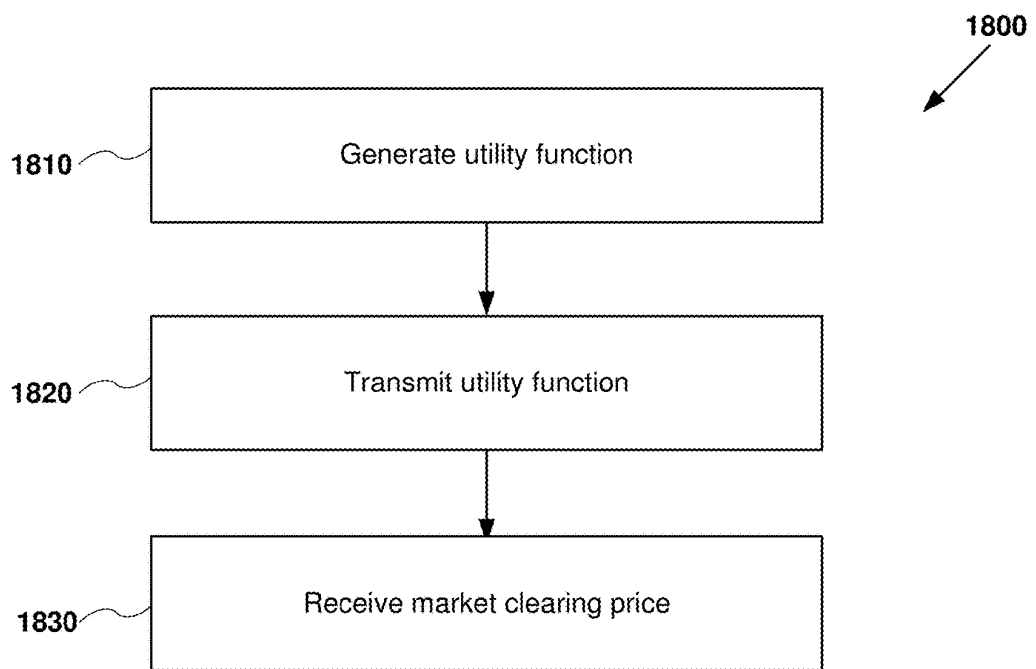 1800
1810
Generate utility function
1820
Transmit utility function
1830
Receive market clearing price